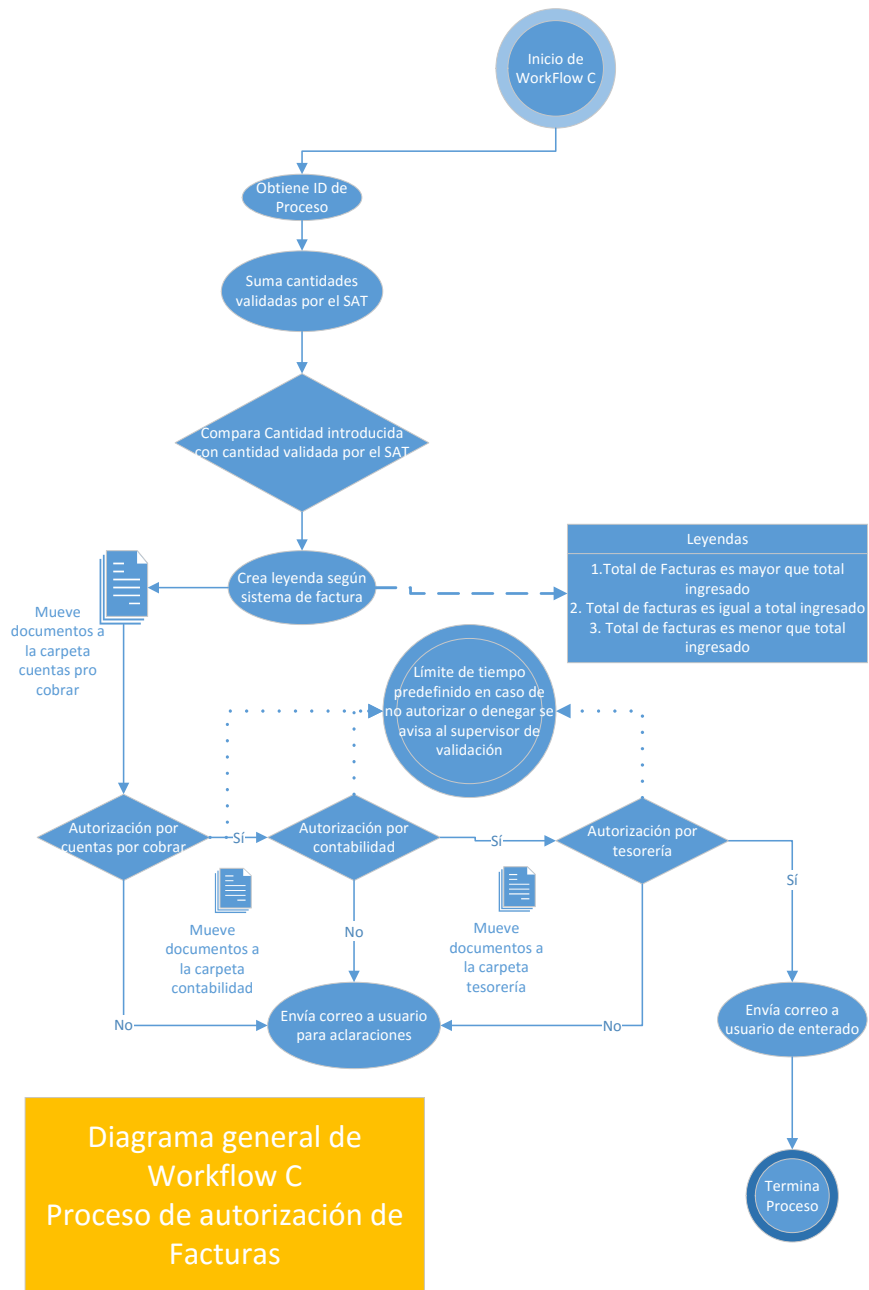 Inicio de
WorkFlow C
Obtiene ID de
Proceso
Suma cantidades
validadas por el SAT
Compara Cantidad introducida
con cantidad validada por el SAT
Crea leyenda según
sistema de factura
Leyendas
1.Total de Facturas es mayor que total
ingresado
2. Total de facturas es igual a total ingresado
3. Total de facturas es menor que total
ingresado
Mueve
documentos a
la carpeta
cuentas pro
cobrar
Límite de tiempo
predefinido en caso de
no autorizar o denegar se
avisa al supervisor de
validación
Autorización por
cuentas por cobrar
Sí
Autorización por
contabilidad
Sí
Autorización por
tesorería
Sí
Mueve
documentos a
la carpeta
contabilidad
No
Mueve
documentos a
la carpeta
tesorería
No
Envía correo a usuario
para aclaraciones
No
Envía correo a
usuario de enterado
Diagrama general de
Workflow C
Proceso de autorización de
Facturas
Termina
Proceso